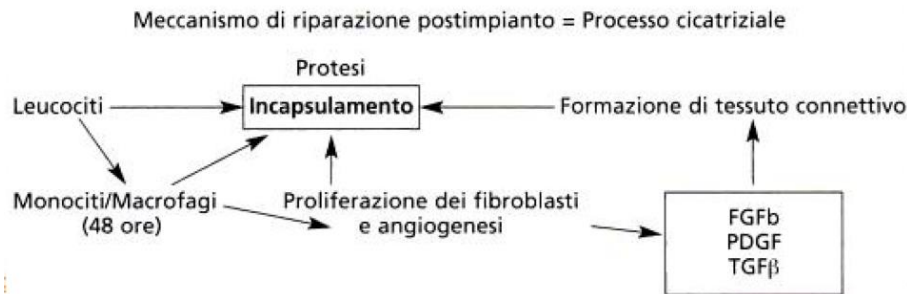 Meccanismo di riparazione postimpianto = Processo cicatriziale
Protesi
Leucociti
Incapsulamento
Formazione di tessuto connettivo
Monociti/Macrofagi
(48 ore)
Proliferazione dei fibroblasti
e angiogenesi
FGFb
PDGF
TGFβ